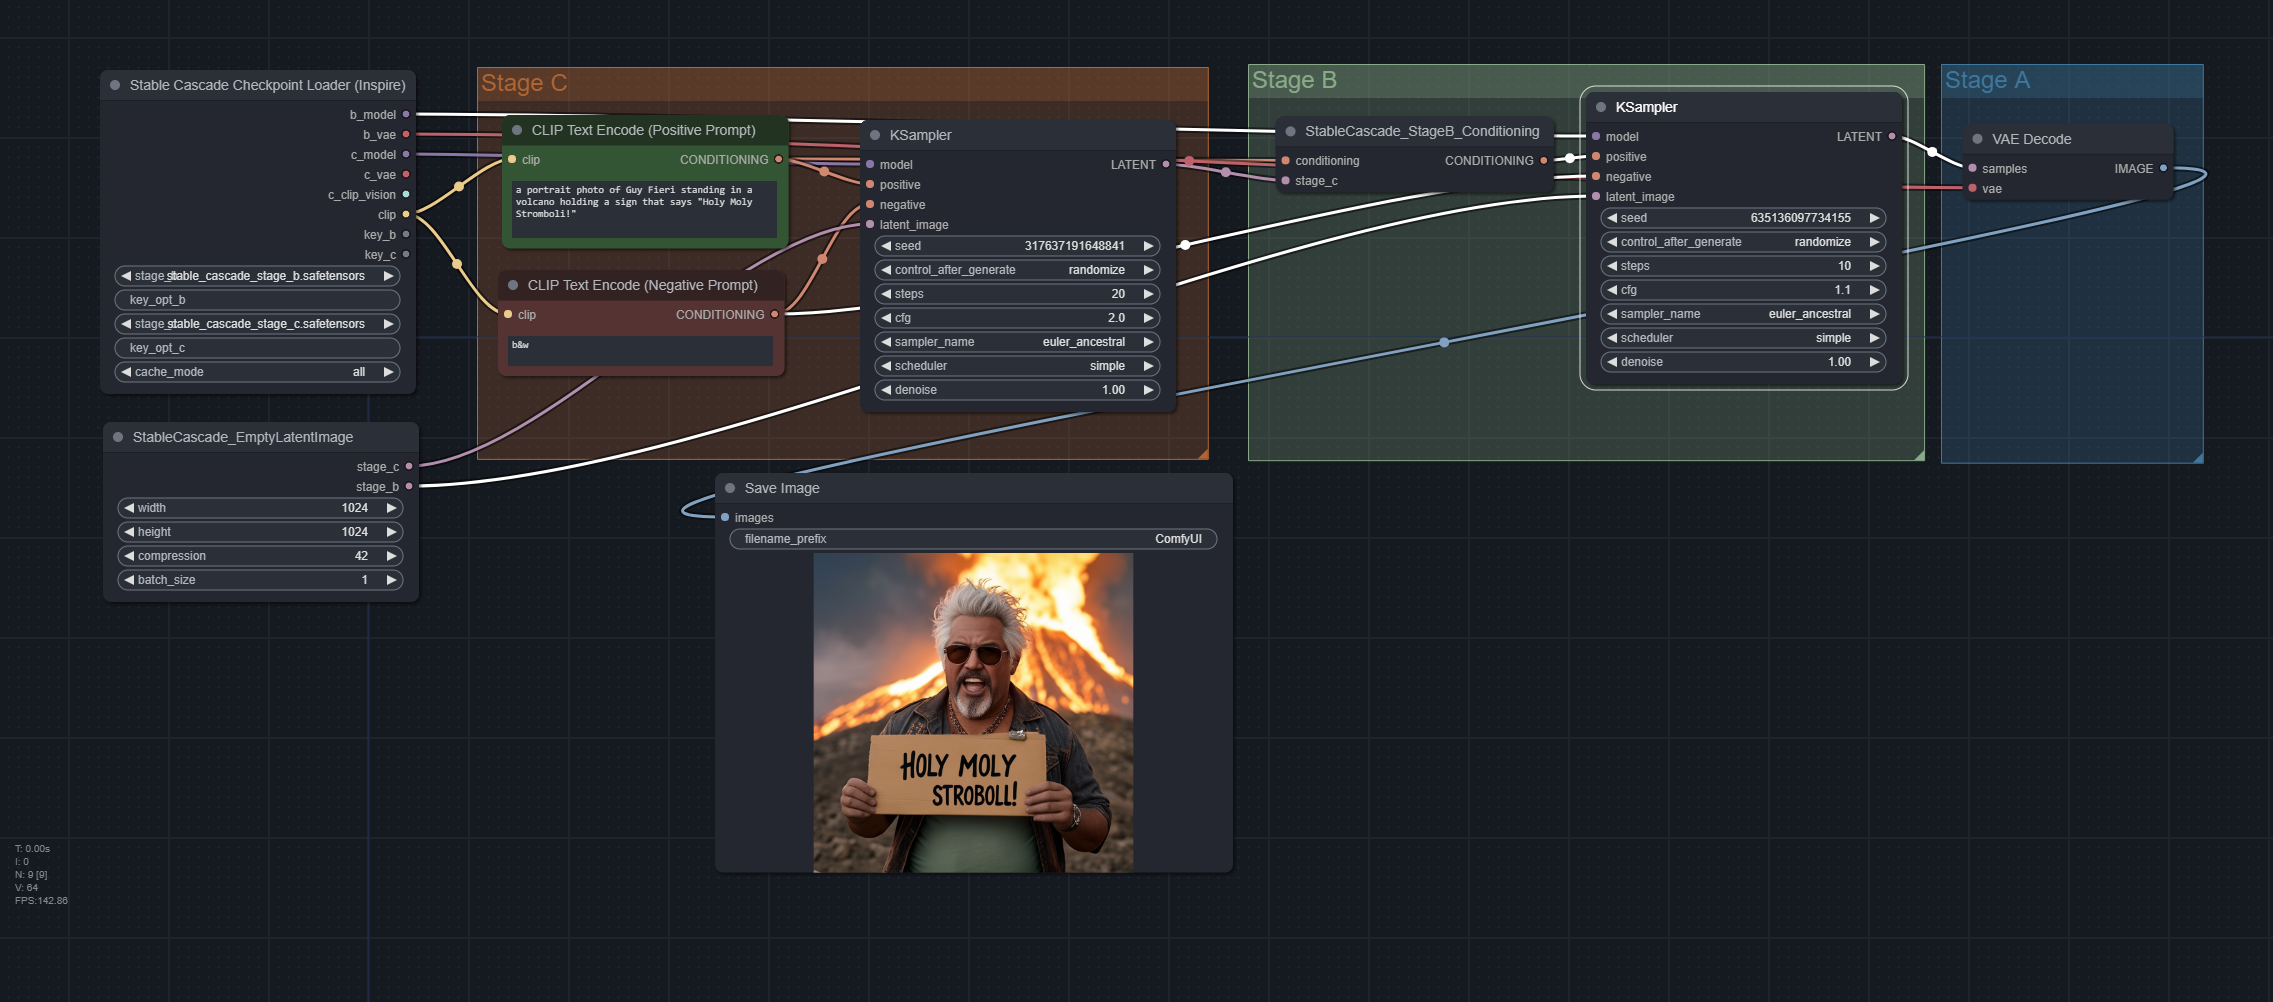 Stable Cascade Checkpoint Loader (Inspire)
b_model
b_vae
c_model
c_vae
c_clip_vision
clip
key_b
key_c
stage_ stable_cascade_stage_b.safetensors
key_opt_b
stage_ stable_cascade_stage_c.safetensors
key_opt_c
cache_mode all
StableCascade_EmptyLatentImage
stage_c
stage_b
width 1024
height 1024
compression 42
batch_size 1
Stage C
CLIP Text Encode (Positive Prompt)
clip CONDITIONING
a portrait photo of Guy Fieri standing in a
volcano holding a sign that says "Holy Moly
Stromboli!"
CLIP Text Encode (Negative Prompt)
clip CONDITIONING
b&w
KSampler
model LATENT
positive
negative
latent_image
seed 317637191648841
control_after_generate randomize
steps 20
cfg 2.0
sampler_name euler_ancestral
scheduler simple
denoise 1.00
Stage B
StableCascade_StageB_Conditioning
conditioning CONDITIONING
stage_c
KSampler
model LATENT
positive
negative
latent_image
seed 635136097734155
control_after_generate randomize
steps 10
cfg 1.1
sampler_name euler_ancestral
scheduler simple
denoise 1.00
Stage A
VAE Decode
samples IMAGE
vae
Save Image
images
filename_prefix ComfyUI
HOLY MOLY
STROBOLL!
T: 0.00s
I: 0
N: 9 [9]
V: 64
FPS:142.86